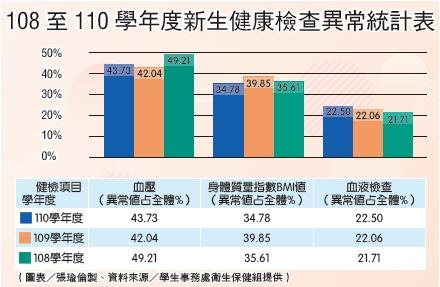 108 至 110 學年度新生健康檢查異常統計表
50%
40%
30%
20%
10%
0%
43.73 42.04 49.21
34.78 39.85 35.61
22.50 22.06 21.71
健檢項目 學年度
血壓 （異常值占全體%）
身體質量指數BMI值 （異常值占全體%）
血液檢查 （異常值占全體%）
110學年度 43.73 34.78 22.50
109學年度 42.04 39.85 22.06
108學年度 49.21 35.61 21.71
（圖表／張瑜倫製、資料來源／學生事務處衛生保健組提供）